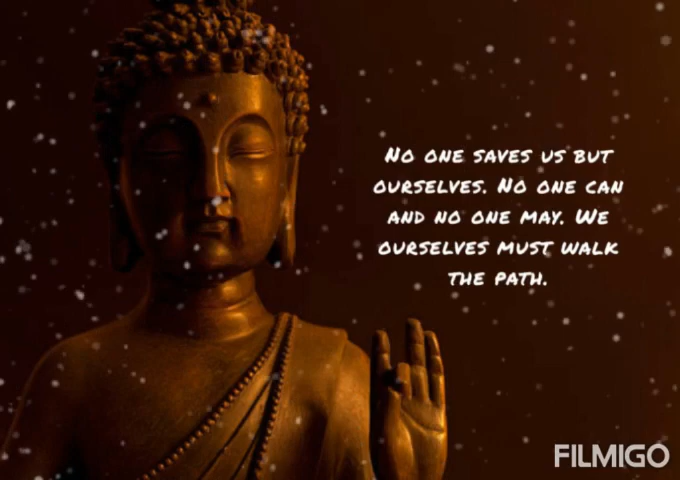 No one saves us but
ourselves. No one can
and no one may. We
ourselves must walk
the path.
FILMIGO